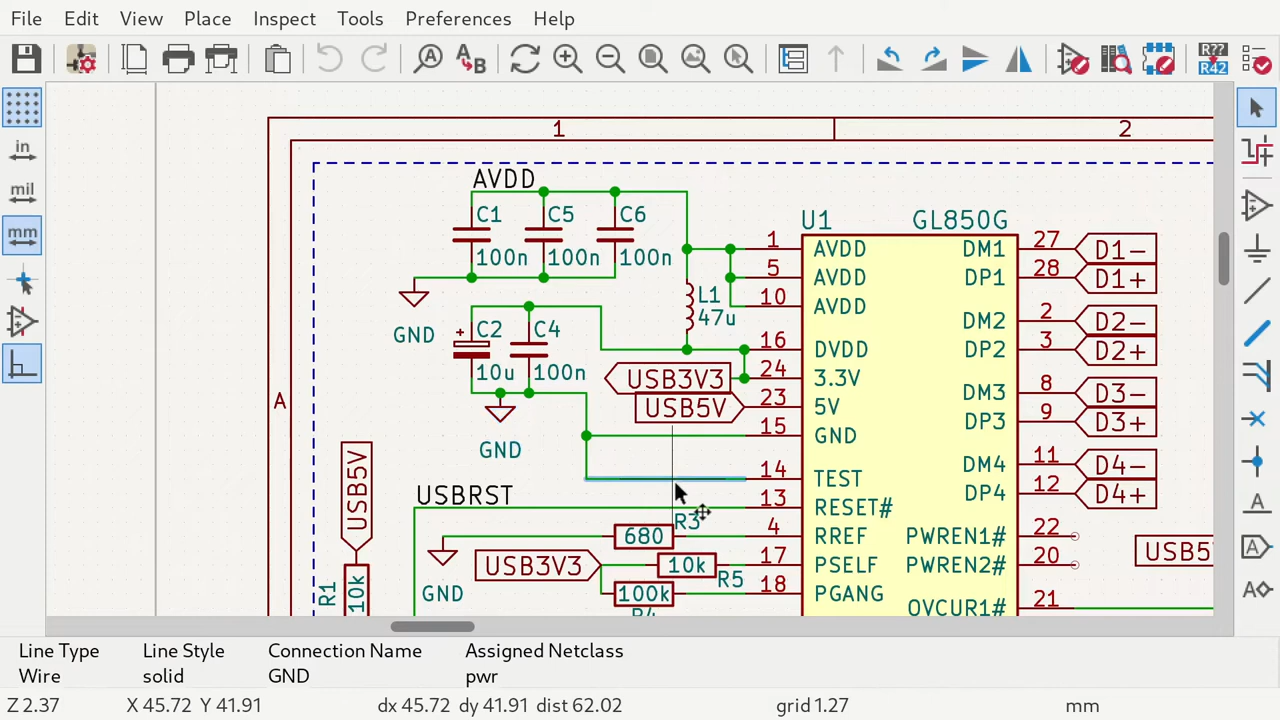 File Edit View Place Inspect Tools Preferences Help
A A B R?? R42
in
mil
mm
A
A
A
1 2
A
AVDD
C1 C5 C6
100n 100n 100n
GND
C2 C4
+
10u 100n
GND
L1
47u
USB3V3
USB5V
USB5V
R1
10k
USBRST
R3
680
GND
USB3V3
10k
R5
100k
R4
U1 GL850G
1 AVDD DM1 27 D1-
5 AVDD DP1 28 D1+
10 AVDD DM2 2 D2-
16 DVDD DP2 3 D2+
24 3.3V DM3 8 D3-
23 5V DP3 9 D3+
15 GND DM4 11 D4-
14 TEST DP4 12 D4+
13 RESET#
4 RREF PWREN1# 22
17 PSELF PWREN2# 20
18 PGANG OVCUR1# 21
USB5
Line Type Line Style Connection Name Assigned Netclass
Wire solid GND pwr
Z 2.37 X 45.72 Y 41.91 dx 45.72 dy 41.91 dist 62.02 grid 1.27 mm